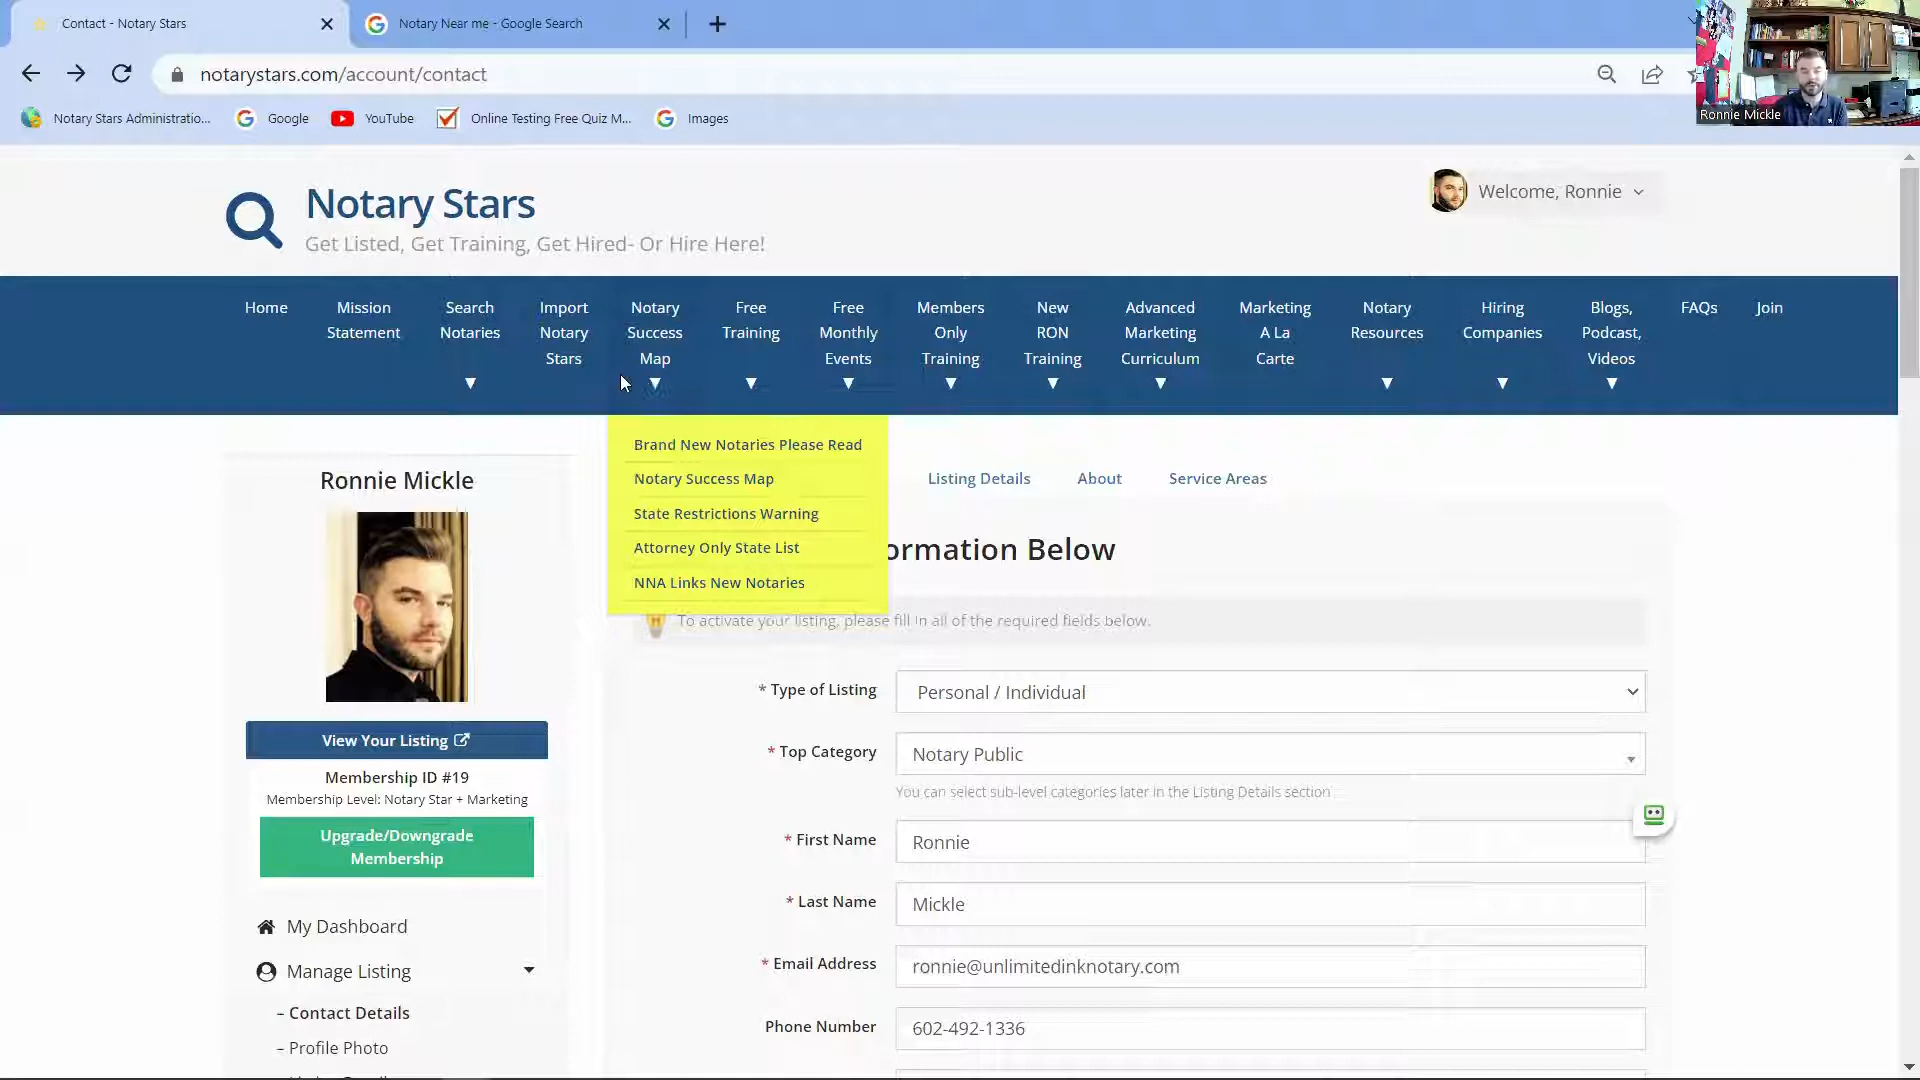 Contact - Notary Stars
Notary Near me - Google Search
notarystars.com/account/contact
Notary Stars Administratio...
Google
YouTube
Online Testing Free Quiz M...
Images
Ronnie Mickle
Notary Stars
Get Listed, Get Training, Get Hired- Or Hire Here!
Welcome, Ronnie
Home
Mission
Statement
Search
Notaries
Import
Notary
Stars
Notary
Success
Map
Free
Training
Free
Monthly
Events
Members
Only
Training
New
RON
Training
Advanced
Marketing
Curriculum
Marketing
A La
Carte
Notary
Resources
Hiring
Companies
Blogs,
Podcast,
Videos
FAQs
Join
Brand New Notaries Please Read
Notary Success Map
State Restrictions Warning
Attorney Only State List
NNA Links New Notaries
Listing Details
About
Service Areas
ormation Below
To activate your listing, please fill in all of the required fields below.
Ronnie Mickle
View Your Listing
Membership ID #19
Membership Level: Notary Star + Marketing
Upgrade/Downgrade
Membership
My Dashboard
Manage Listing
– Contact Details
– Profile Photo
* Type of Listing
Personal / Individual
* Top Category
Notary Public
You can select sub-level categories later in the Listing Details section
* First Name
Ronnie
* Last Name
Mickle
* Email Address
ronnie@unlimitedinknotary.com
Phone Number
602-492-1336